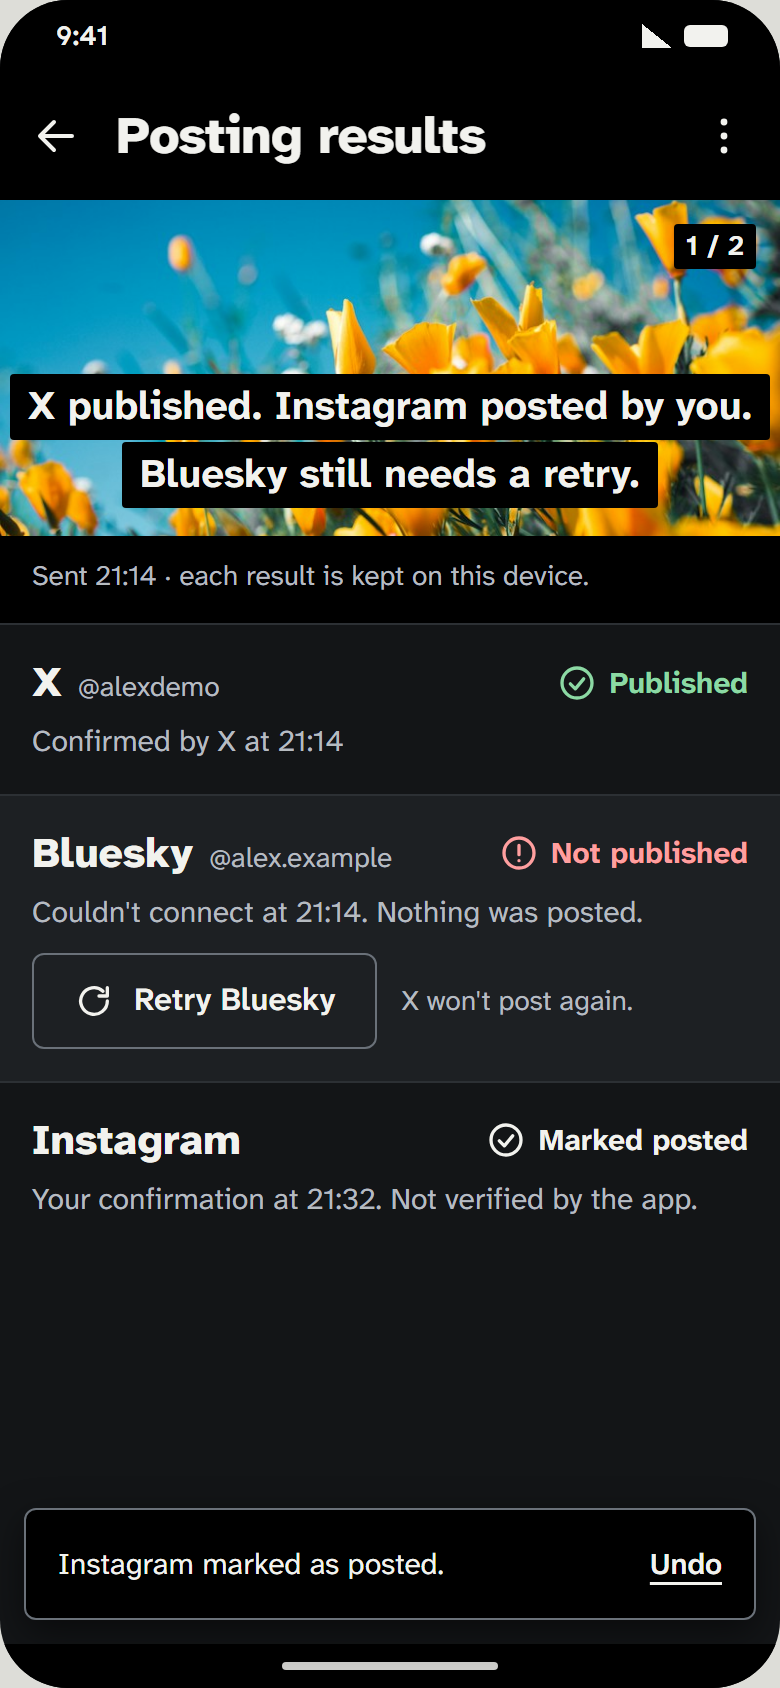 9:41
Posting results
1 / 2
X published. Instagram posted by you.
Bluesky still needs a retry.
Sent 21:14 · each result is kept on this device.
X @alexdemo Published
Confirmed by X at 21:14
Bluesky @alex.example Not published
Couldn't connect at 21:14. Nothing was posted.
Retry Bluesky X won't post again.
Instagram Marked posted
Your confirmation at 21:32. Not verified by the app.
Instagram marked as posted. Undo